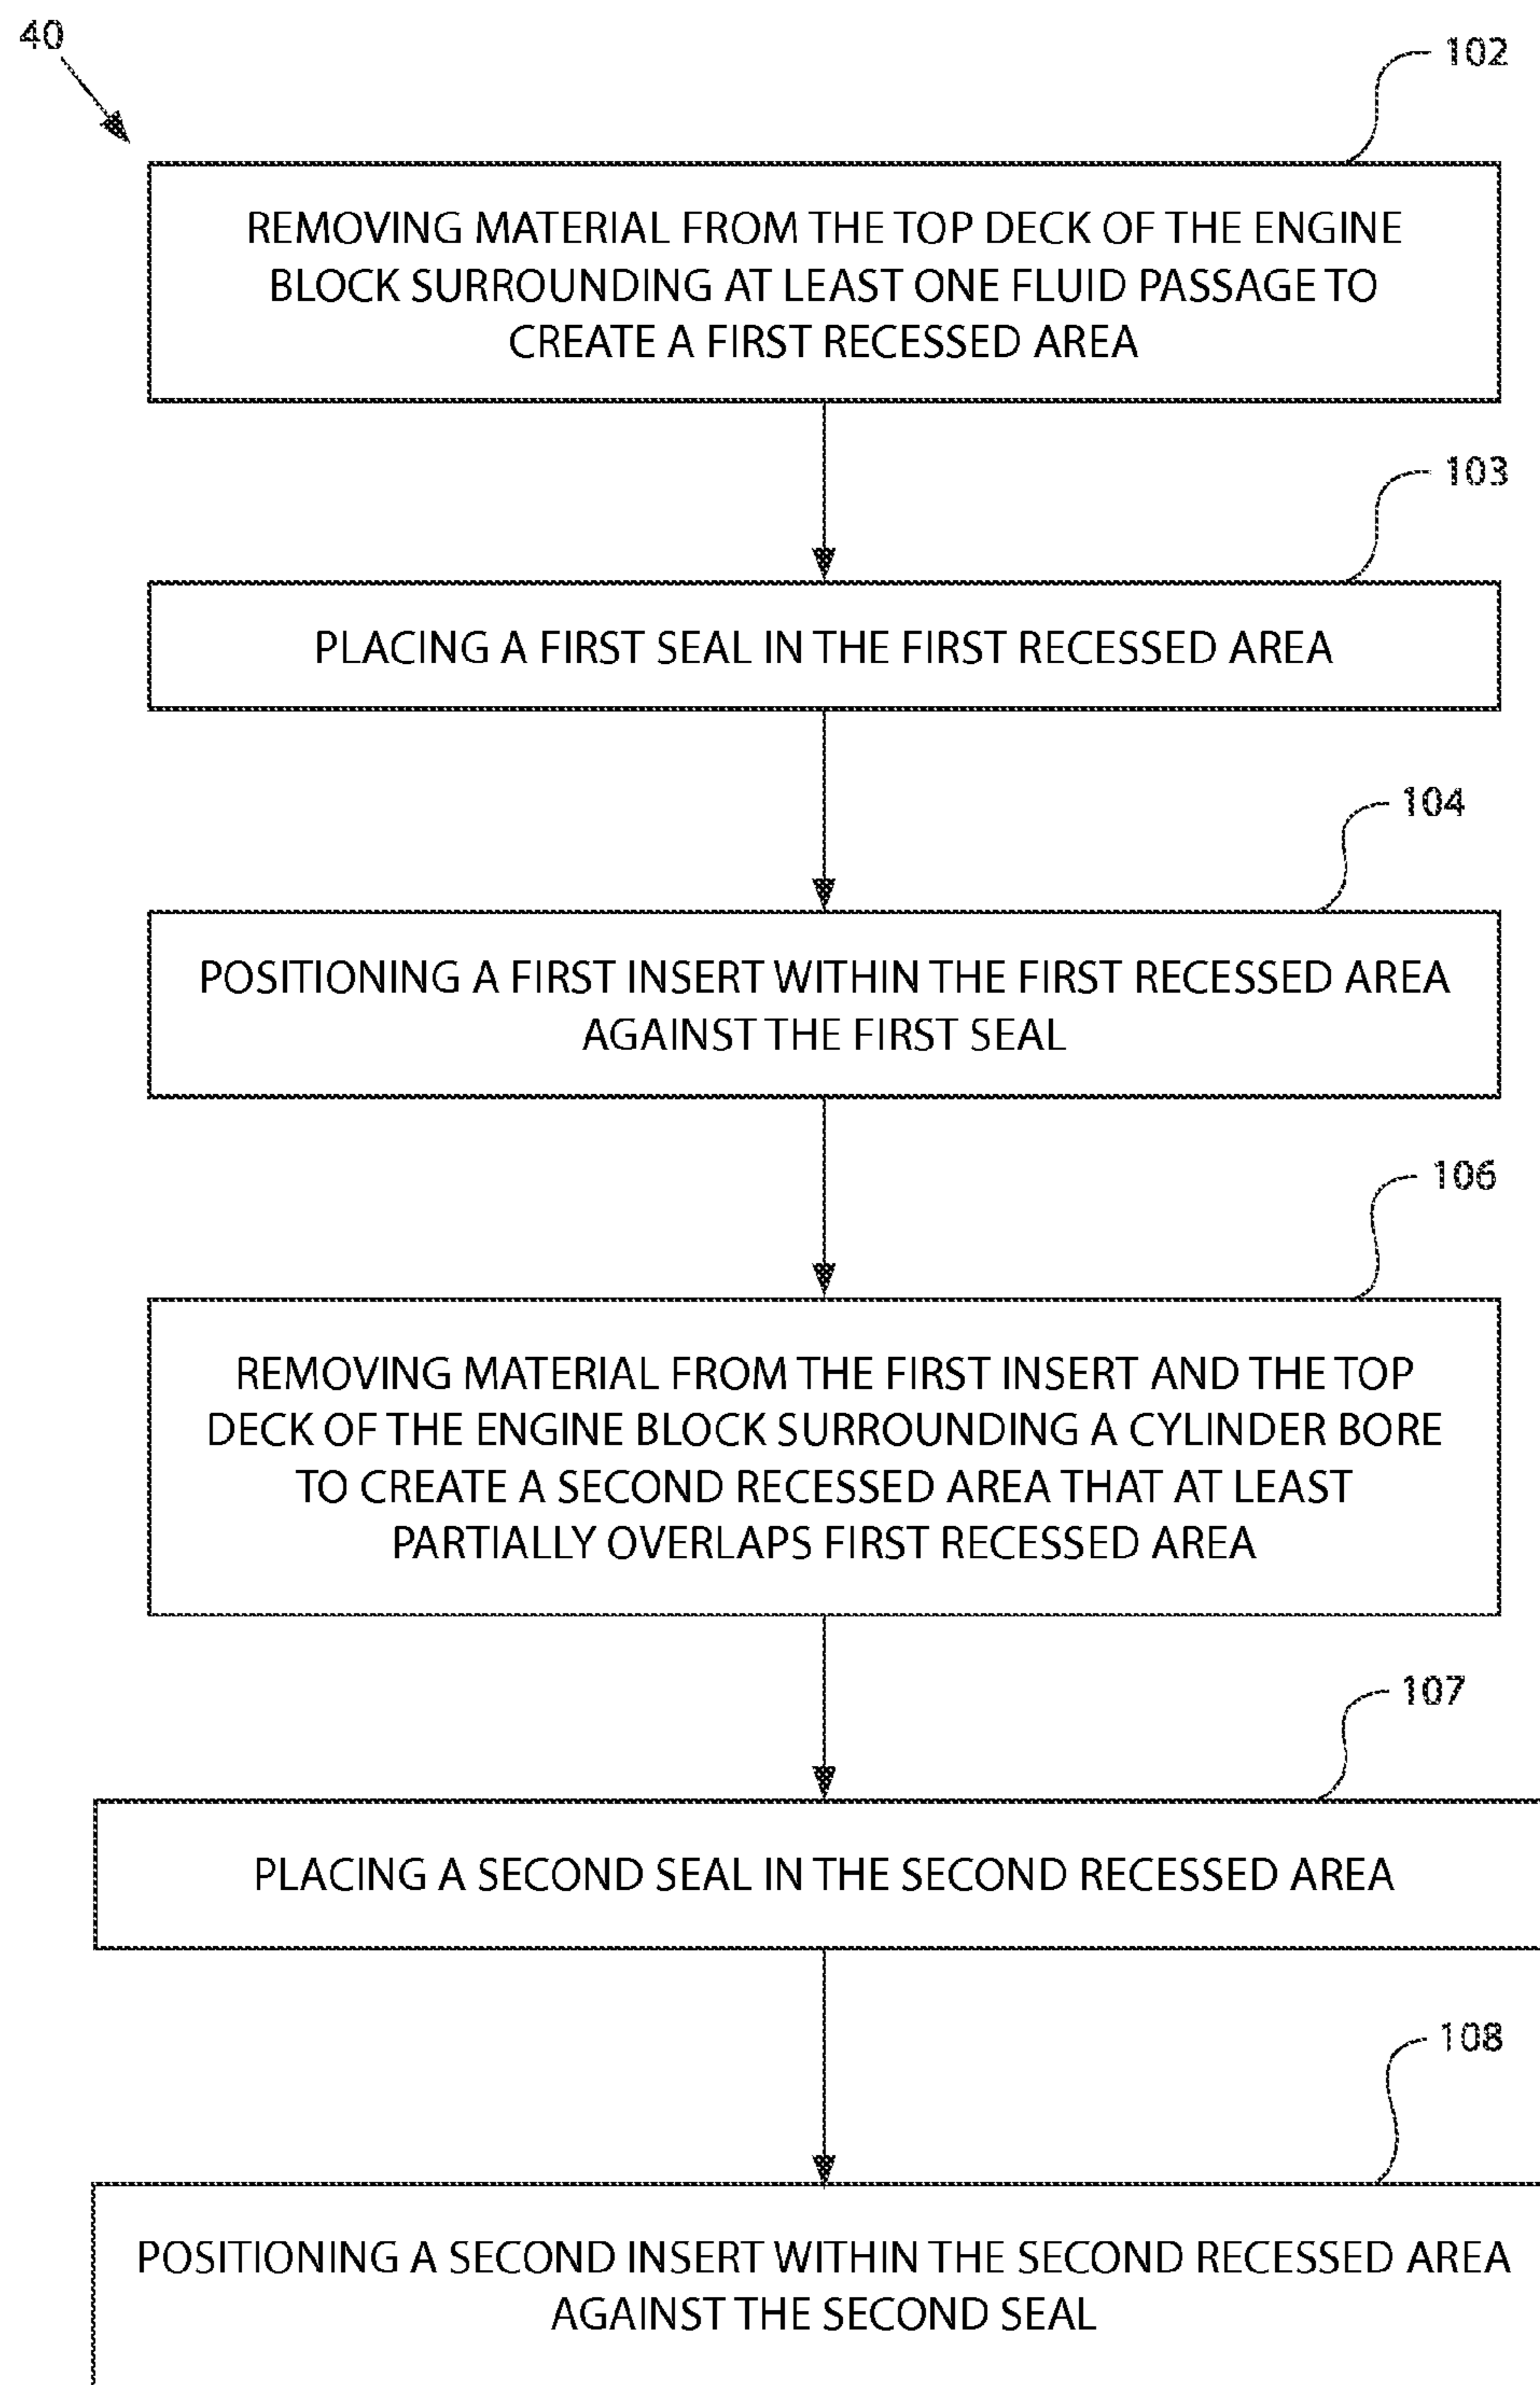 40
102
REMOVING MATERIAL FROM THE TOP DECK OF THE ENGINE
BLOCK SURROUNDING AT LEAST ONE FLUID PASSAGE TO
CREATE A FIRST RECESSED AREA
103
PLACING A FIRST SEAL IN THE FIRST RECESSED AREA
104
POSITIONING A FIRST INSERT WITHIN THE FIRST RECESSED AREA
AGAINST THE FIRST SEAL
106
REMOVING MATERIAL FROM THE FIRST INSERT AND THE TOP
DECK OF THE ENGINE BLOCK SURROUNDING A CYLINDER BORE
TO CREATE A SECOND RECESSED AREA THAT AT LEAST
PARTIALLY OVERLAPS FIRST RECESSED AREA
107
PLACING A SECOND SEAL IN THE SECOND RECESSED AREA
108
POSITIONING A SECOND INSERT WITHIN THE SECOND RECESSED AREA
AGAINST THE SECOND SEAL